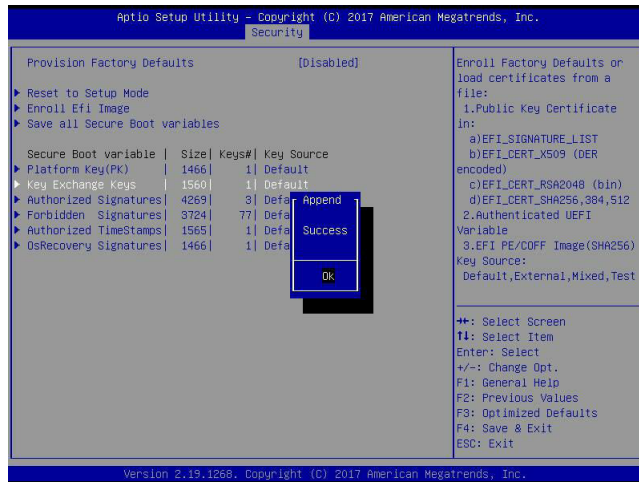 Aptio Setup Utility – Copyright (C) 2017 American Megatrends, Inc.
Security
Provision Factory Defaults [Disabled]
▶ Reset to Setup Mode
▶ Enroll Efi Image
▶ Save all Secure Boot variables
Secure Boot variable | Size| Keys#| Key Source
▶ Platform Key(PK) | 1466| 1| Default
▶ Key Exchange Keys | 1560| 1| Default
▶ Authorized Signatures| 4269| 3| Defa
▶ Forbidden Signatures| 3724| 77| Defa
▶ Authorized TimeStamps| 1565| 1| Defa
▶ OsRecovery Signatures| 1466| 1| Defa
Append
Success
Ok
Enroll Factory Defaults or
load certificates from a
file:
1.Public Key Certificate
in:
a)EFI_SIGNATURE_LIST
b)EFI_CERT_X509 (DER
encoded)
c)EFI_CERT_RSA2048 (bin)
d)EFI_CERT_SHA256,384,512
2.Authenticated UEFI
Variable
3.EFI PE/COFF Image(SHA256)
Key Source:
Default,External,Mixed,Test
→←: Select Screen
↑↓: Select Item
Enter: Select
+/-: Change Opt.
F1: General Help
F2: Previous Values
F3: Optimized Defaults
F4: Save & Exit
ESC: Exit
Version 2.19.1268. Copyright (C) 2017 American Megatrends, Inc.